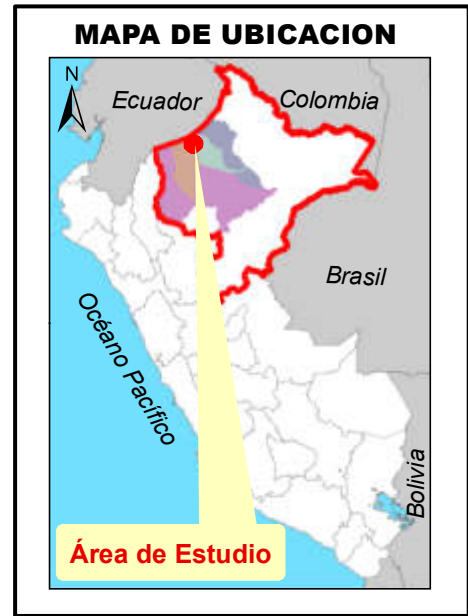 MAPA DE UBICACION
N
Ecuador
Colombia
Brasil
Océano Pacífico
Bolivia
Área de Estudio